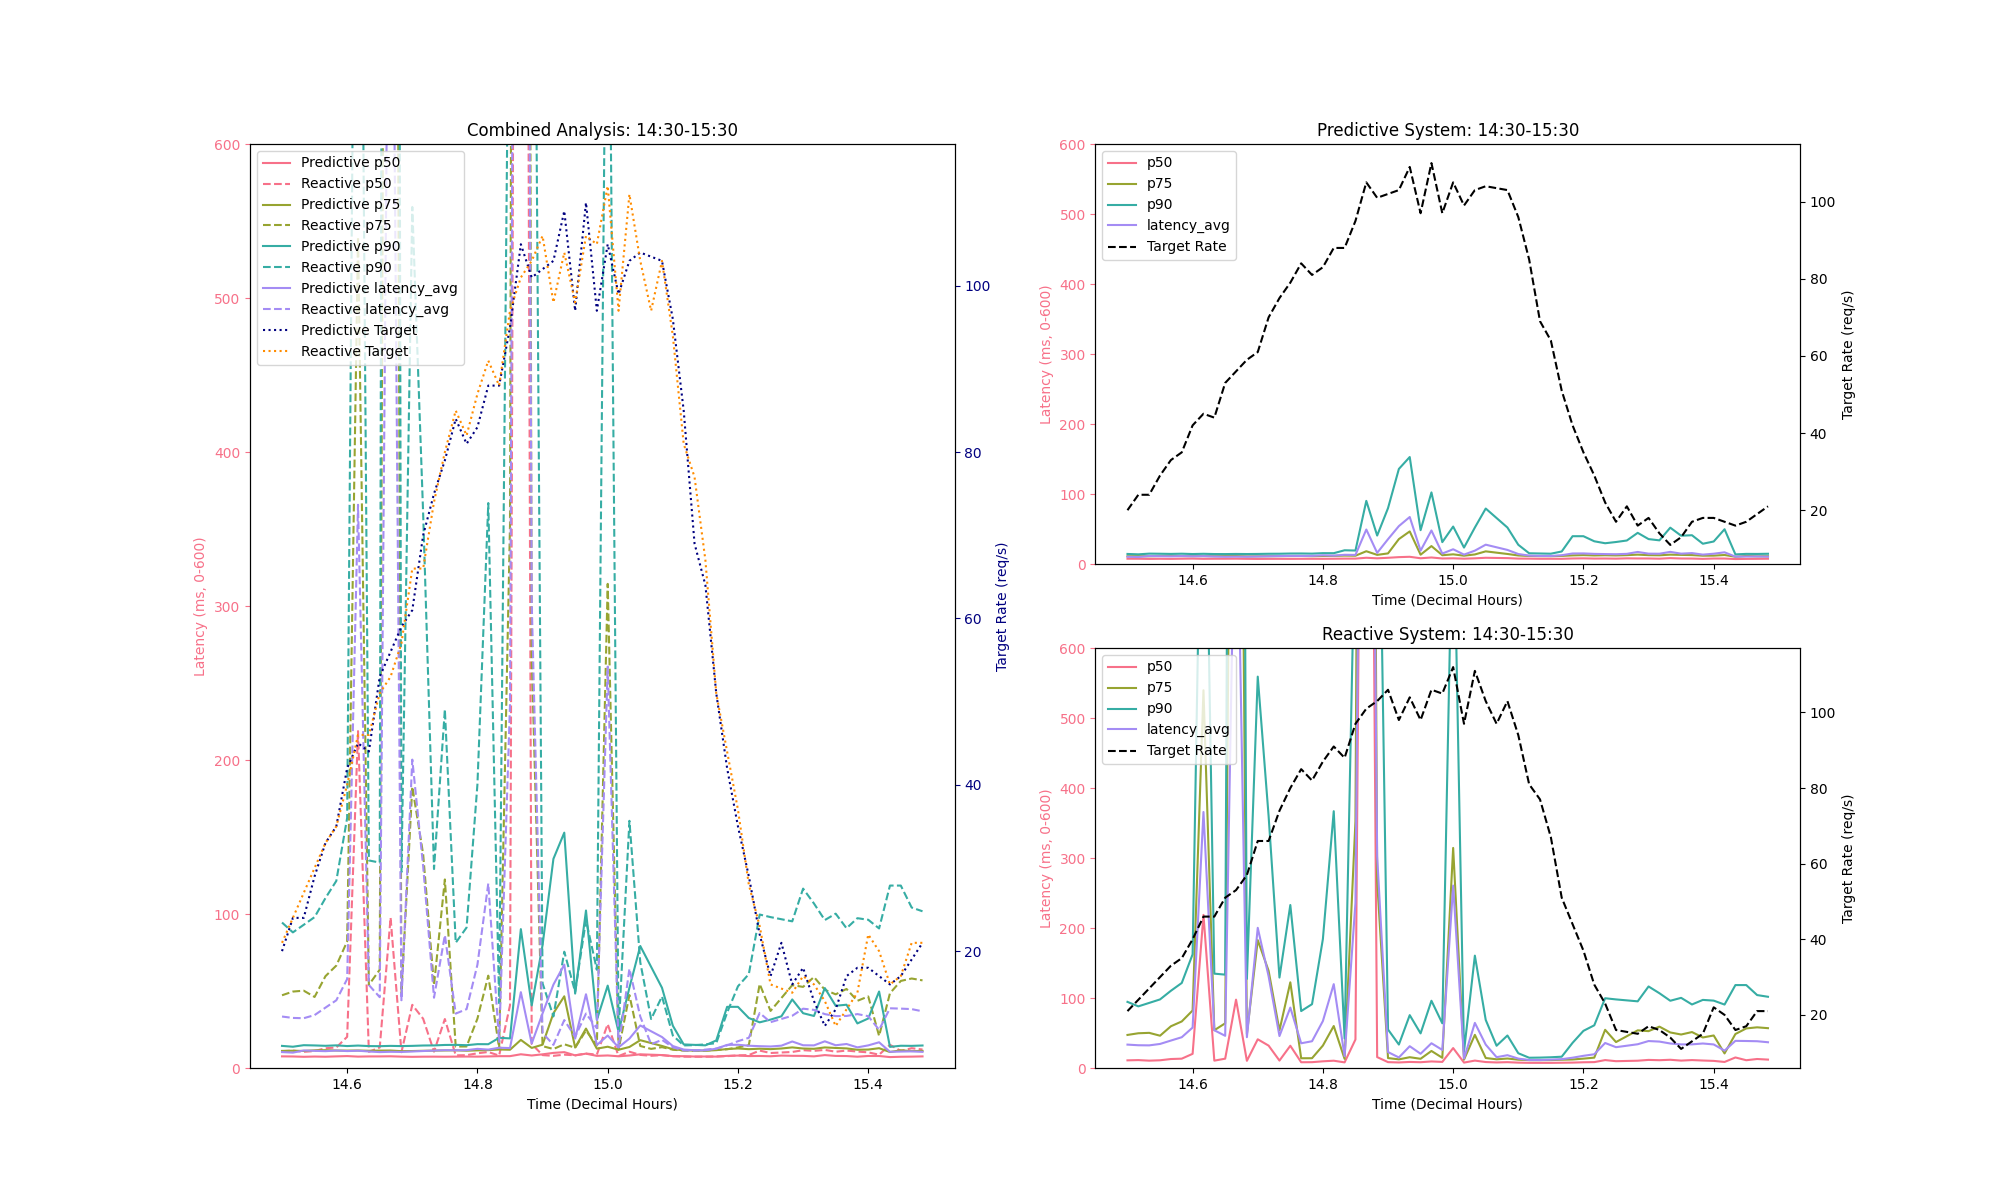 Combined Analysis: 14:30-15:30
Predictive p50
Reactive p50
Predictive p75
Reactive p75
Predictive p90
Reactive p90
Predictive latency_avg
Reactive latency_avg
Predictive Target
Reactive Target
600
500
400
300
200
100
0
Latency (ms, 0-600)
100
80
60
40
20
Target Rate (req/s)
14.6 14.8 15.0 15.2 15.4
Time (Decimal Hours)
Predictive System: 14:30-15:30
p50
p75
p90
latency_avg
Target Rate
600
500
400
300
200
100
0
Latency (ms, 0-600)
100
80
60
40
20
Target Rate (req/s)
14.6 14.8 15.0 15.2 15.4
Time (Decimal Hours)
Reactive System: 14:30-15:30
p50
p75
p90
latency_avg
Target Rate
600
500
400
300
200
100
0
Latency (ms, 0-600)
100
80
60
40
20
Target Rate (req/s)
14.6 14.8 15.0 15.2 15.4
Time (Decimal Hours)